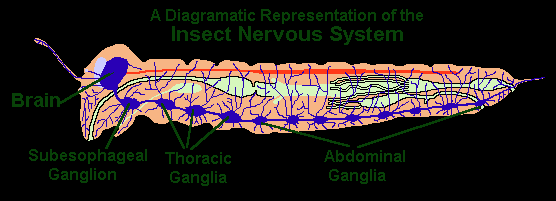 A Diagramatic Representation of the
Insect Nervous System
Brain
Subesophageal
Ganglion
Thoracic
Ganglia
Abdominal
Ganglia